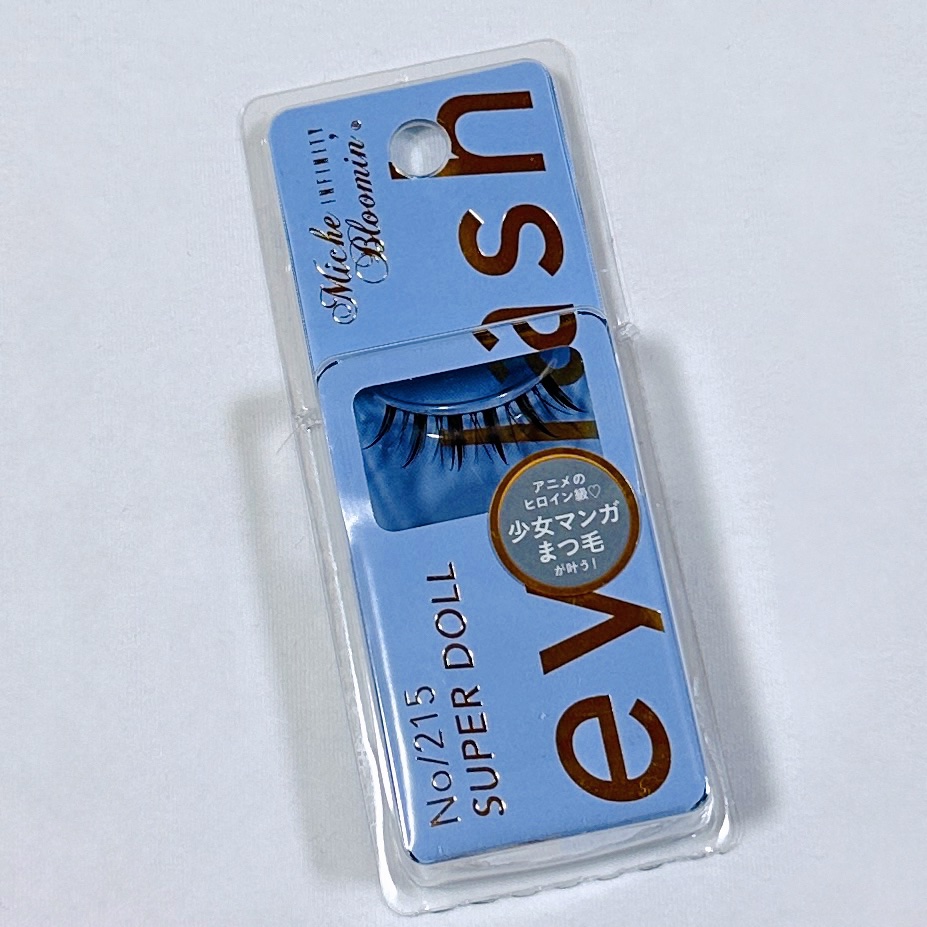 Miche INFINITY
Bloomin'®
eyelash
アニメの
ヒロイン級♡
少女マンガ
まつ毛
が叶う!
No/215
SUPER DOLL